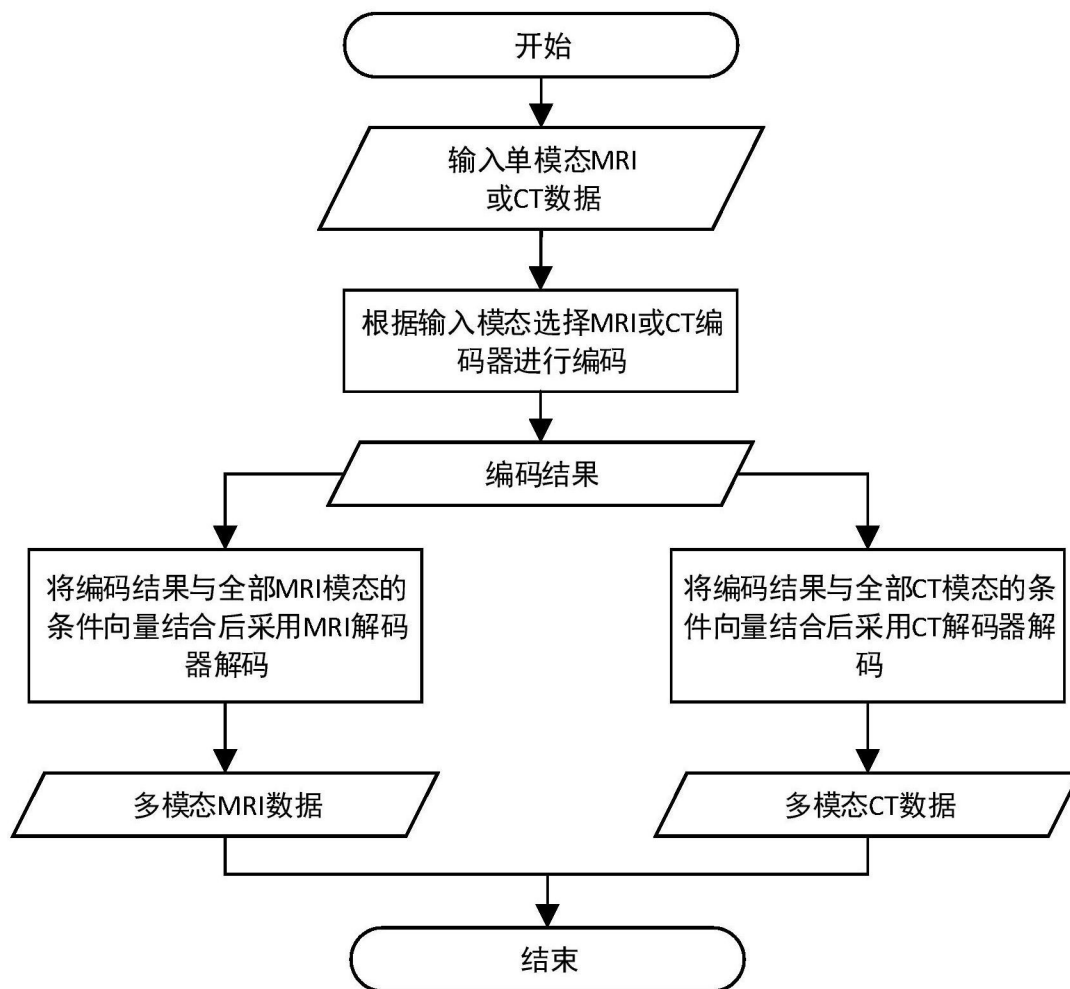 开始
输入单模态MRI
或CT数据
根据输入模态选择MRI或CT编
码器进行编码
编码结果
将编码结果与全部MRI模态的
条件向量结合后采用MRI解码
器解码
将编码结果与全部CT模态的条
件向量结合后采用CT解码器解
码
多模态MRI数据
多模态CT数据
结束